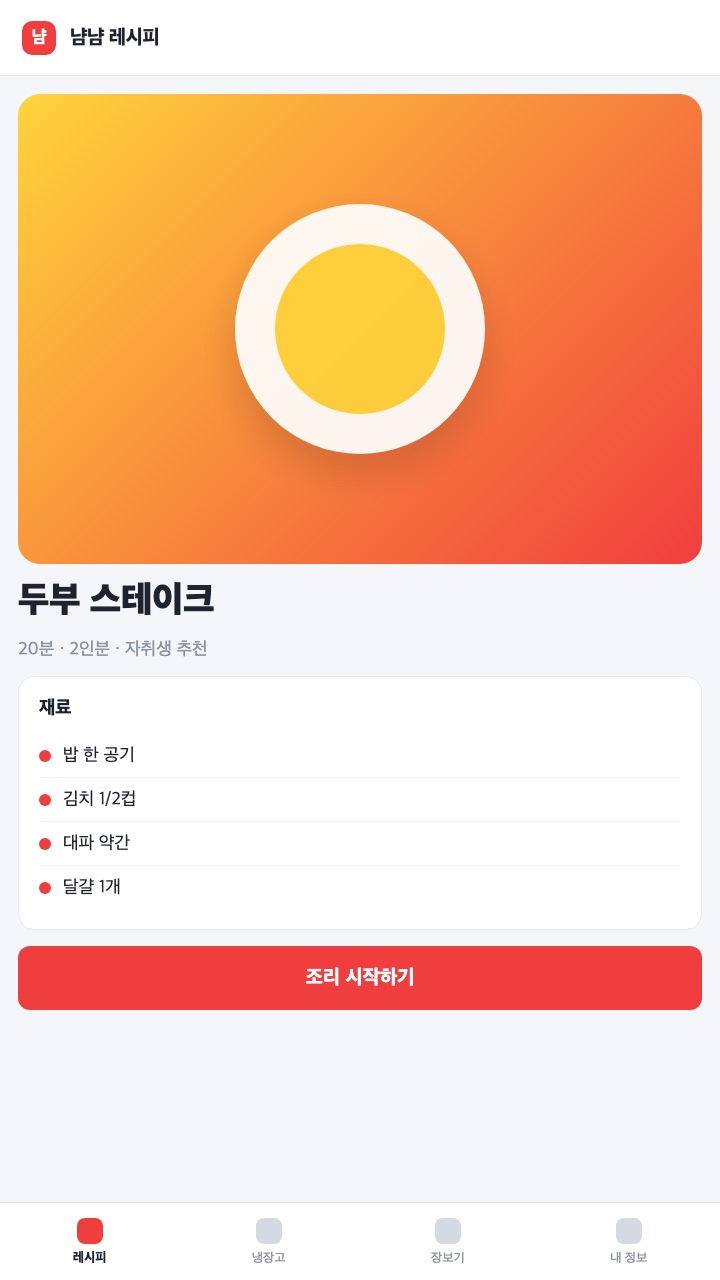 냠 냠냠 레시피
두부 스테이크
20분 · 2인분 · 자취생 추천
재료
밥 한 공기
김치 1/2컵
대파 약간
달걀 1개
조리 시작하기
레시피 냉장고 장보기 내 정보